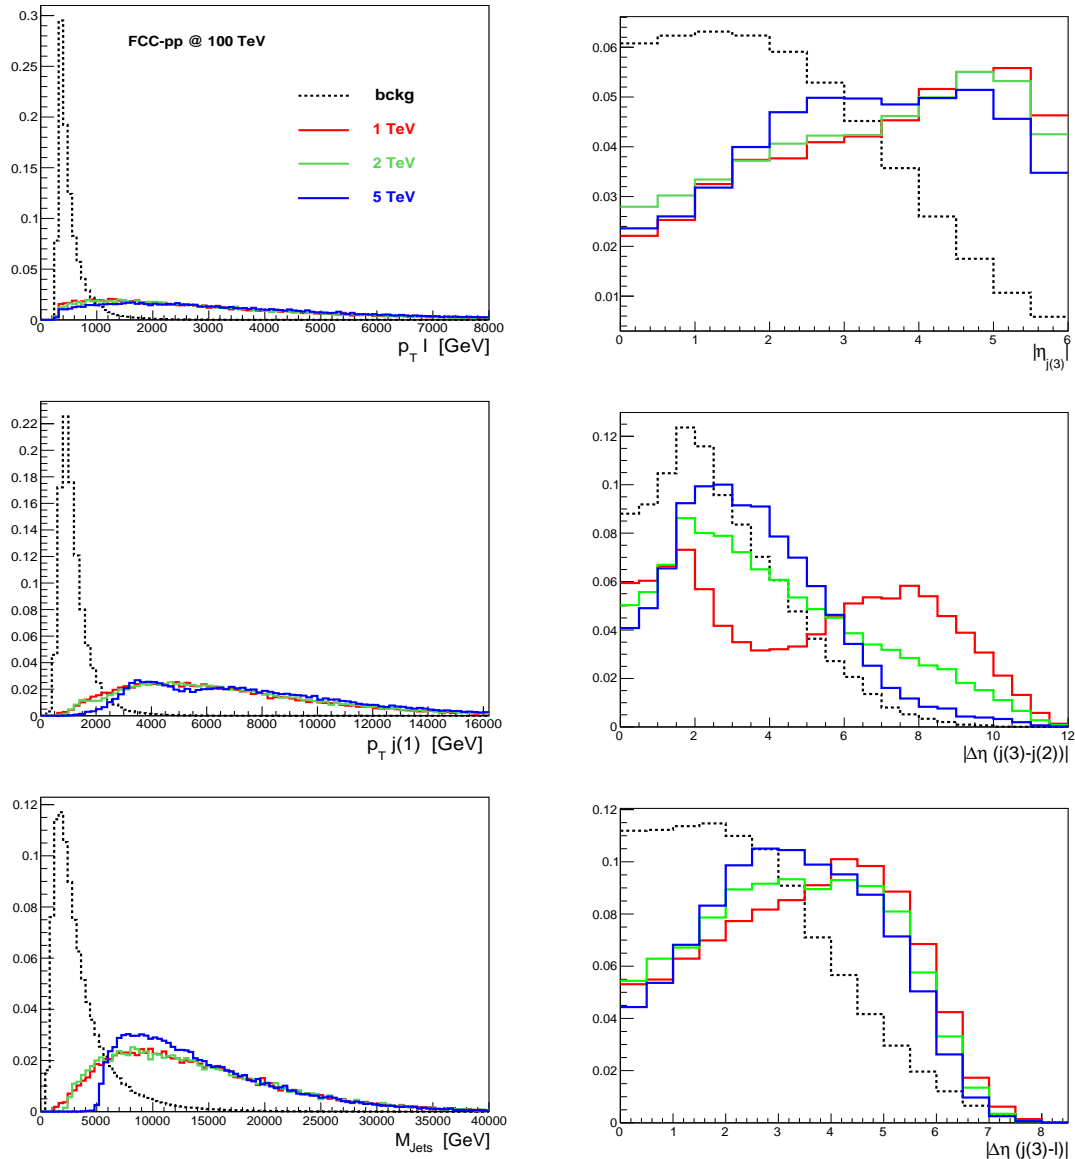 0.3
0.25
0.2
0.15
0.1
0.05
0
FCC-pp @ 100 TeV
bckg
1 TeV
2 TeV
5 TeV
0 1000 2000 3000 4000 5000 6000 7000 8000
p_T l [GeV]
0.06
0.05
0.04
0.03
0.02
0.01
0 1 2 3 4 5 6
|η_j(3)|
0.22
0.2
0.18
0.16
0.14
0.12
0.1
0.08
0.06
0.04
0.02
0
0 2000 4000 6000 8000 10000 12000 14000 16000
p_T j(1) [GeV]
0.12
0.1
0.08
0.06
0.04
0.02
0
0 2 4 6 8 10 12
|Δη (j(3)-j(2))|
0.12
0.1
0.08
0.06
0.04
0.02
0
0 5000 10000 15000 20000 25000 30000 35000 40000
M_Jets [GeV]
0.12
0.1
0.08
0.06
0.04
0.02
0
0 1 2 3 4 5 6 7 8
|Δη (j(3)-l)|